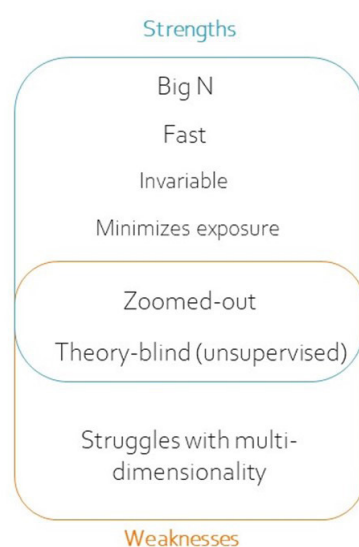 Strengths
Big N
Fast
Invariable
Minimizes exposure
Zoomed-out
Theory-blind (unsupervised)
Struggles with multi-
dimensionality
Weaknesses